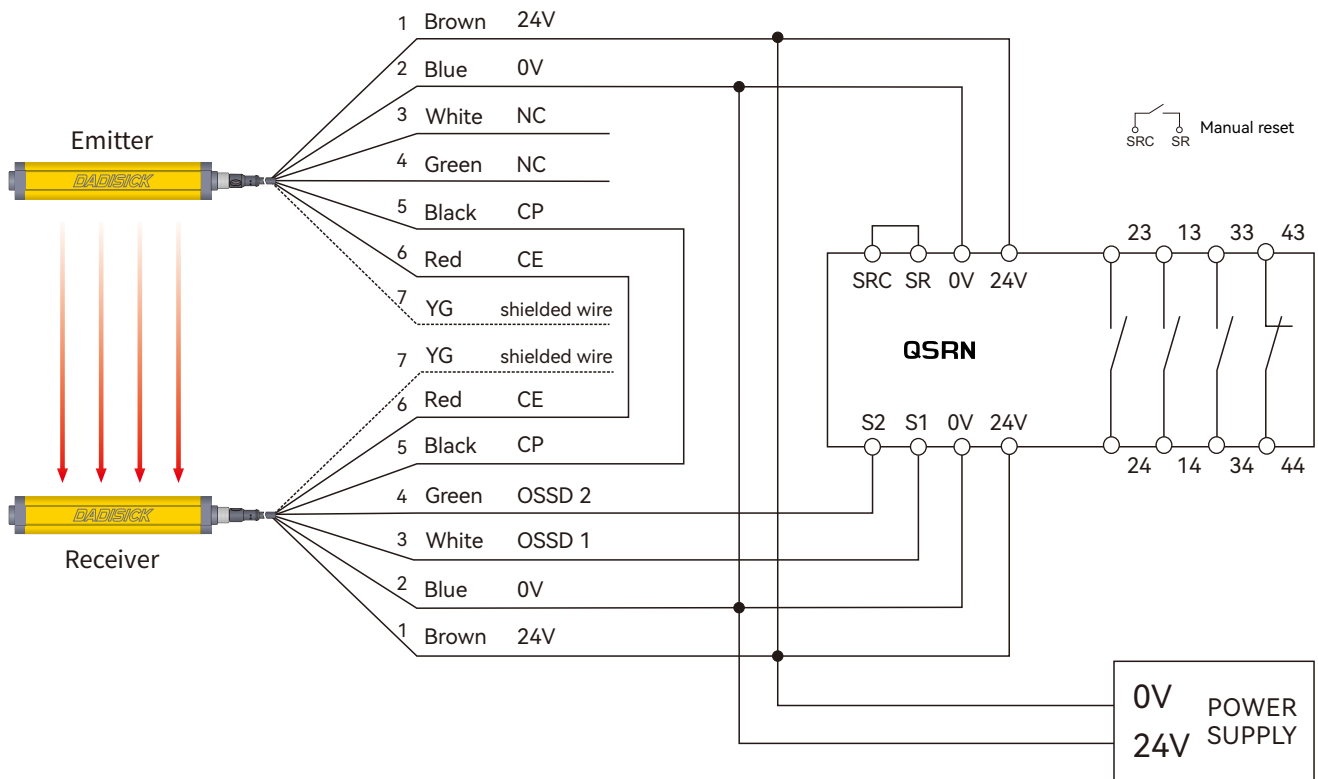 1 Brown 24V
2 Blue 0V
3 White NC
4 Green NC
5 Black CP
6 Red CE
7 YG shielded wire
Emitter
DADISICK
7 YG shielded wire
6 Red CE
5 Black CP
4 Green OSSD 2
3 White OSSD 1
2 Blue 0V
1 Brown 24V
DADISICK
Receiver
SRC SR Manual reset
23 13 33 43
SRC SR 0V 24V
QSRN
S2 S1 0V 24V
24 14 34 44
0V
24V
POWER
SUPPLY